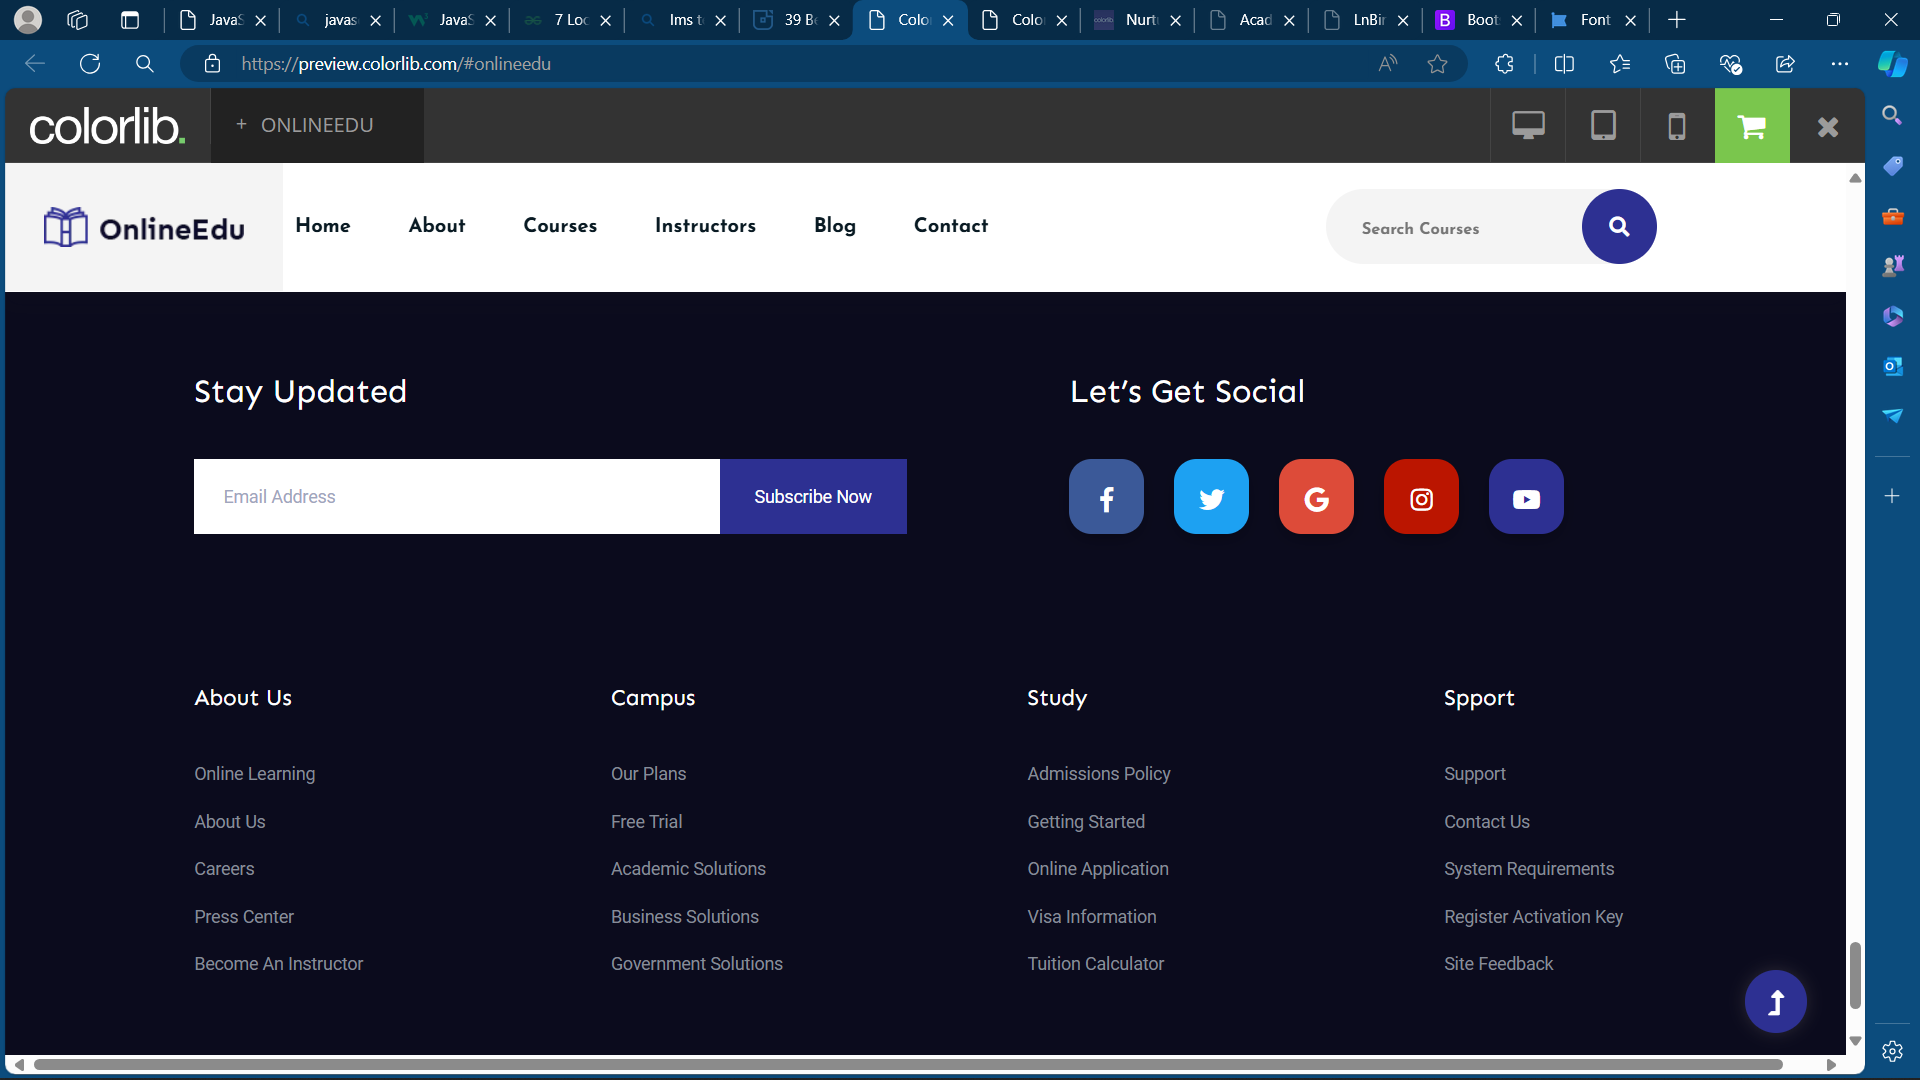 JavaS
javas
JavaS
7 Loc
lms t
39 Be
Color
Color
Nurtu
Acad
LnBir
B
Boots
Font
https://preview.colorlib.com/#onlineedu
colorlib.
+ ONLINEEDU
OnlineEdu
Home
About
Courses
Instructors
Blog
Contact
Search Courses
Stay Updated
Let’s Get Social
Email Address
Subscribe Now
About Us
Campus
Study
Spport
Online Learning
Our Plans
Admissions Policy
Support
About Us
Free Trial
Getting Started
Contact Us
Careers
Academic Solutions
Online Application
System Requirements
Press Center
Business Solutions
Visa Information
Register Activation Key
Become An Instructor
Government Solutions
Tuition Calculator
Site Feedback